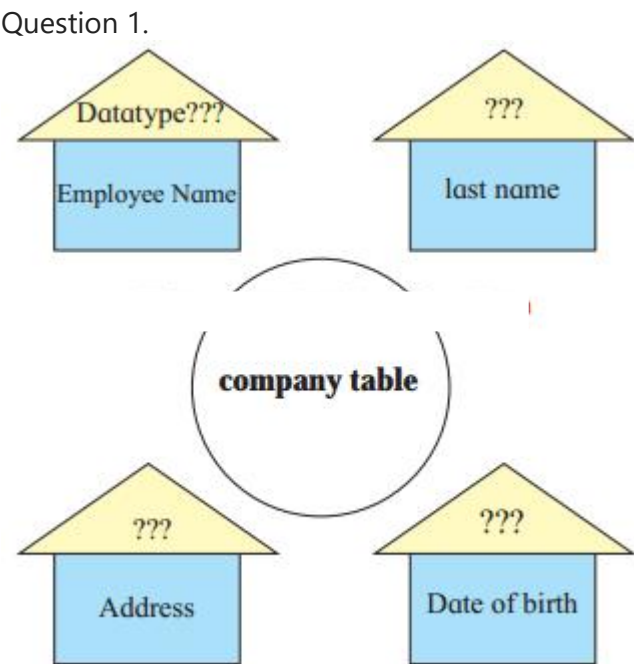 Question 1.
Datatype???
???
Employee Name
last name
company table
???
???
Address
Date of birth